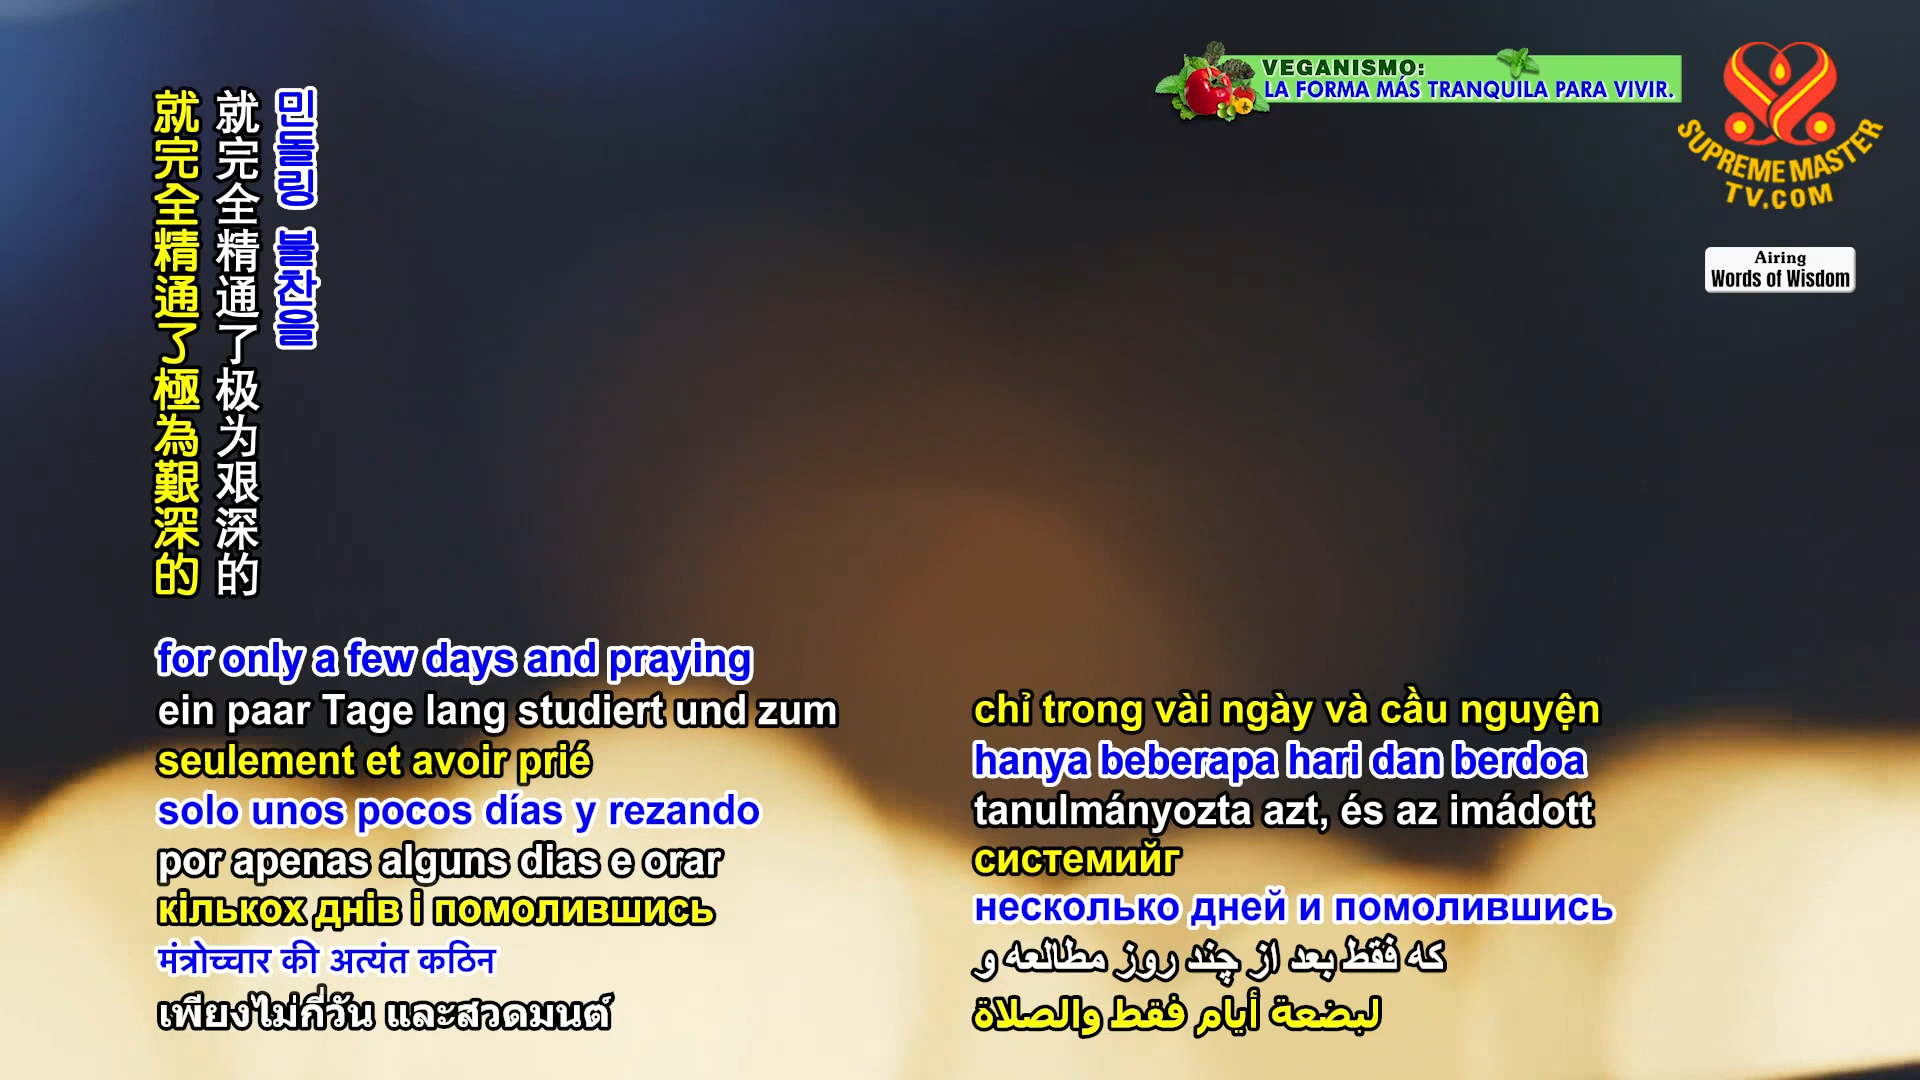 VEGANISMO:
LA FORMA MÁS TRANQUILA PARA VIVIR.
SUPREME MASTER
TV.COM
Airing
Words of Wisdom
민돌링 불찬을
就完全精通了极为艰深的
就完全精通了極為艱深的
for only a few days and praying
ein paar Tage lang studiert und zum
seulement et avoir prié
solo unos pocos días y rezando
por apenas alguns dias e orar
кількох днів і помолившись
मंत्रोच्चार की अत्यंत कठिन
เพียงไม่กี่วัน และสวดมนต์
chỉ trong vài ngày và cầu nguyện
hanya beberapa hari dan berdoa
tanulmányozta azt, és az imádott
системийг
несколько дней и помолившись
که فقط بعد از چند روز مطالعه و
لبضعة أيام فقط والصلاة